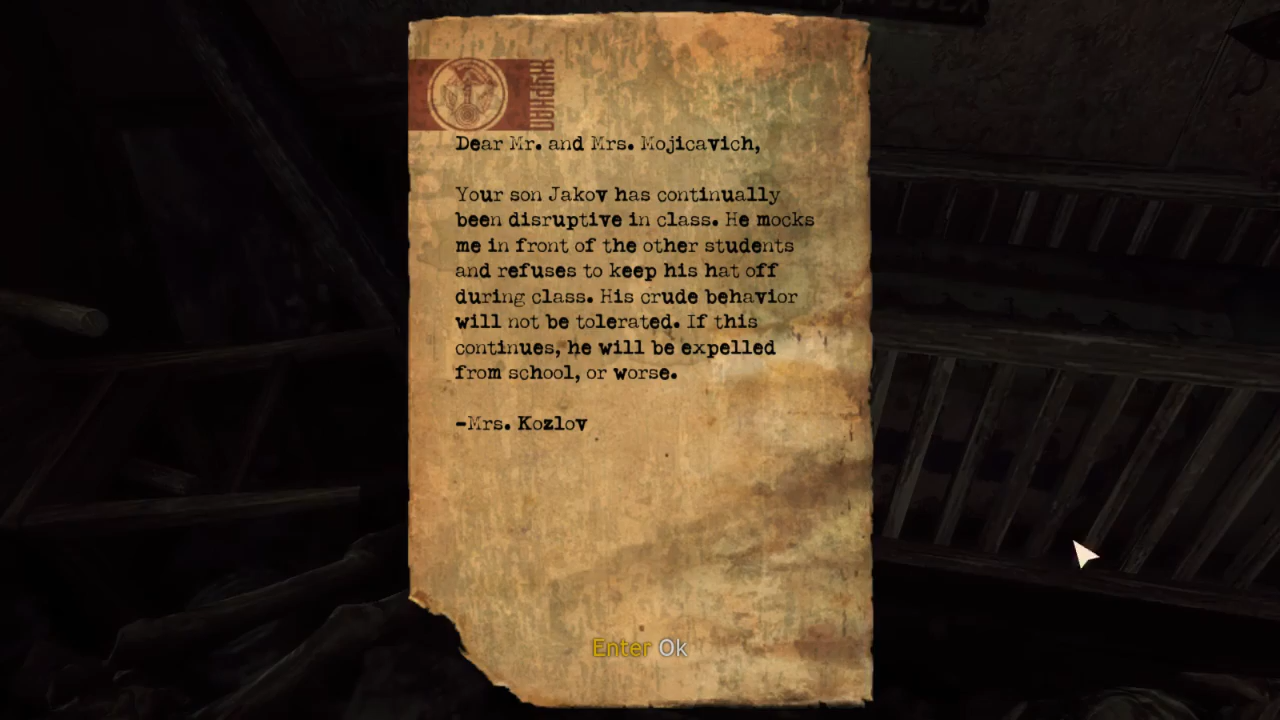 Dear Mr. and Mrs. Mojicavich,
Your son Jakov has continually
been disruptive in class. He mocks
me in front of the other students
and refuses to keep his hat off
during class. His crude behavior
will not be tolerated. If this
continues, he will be expelled
from school, or worse.
-Mrs. Kozlov
Enter Ok